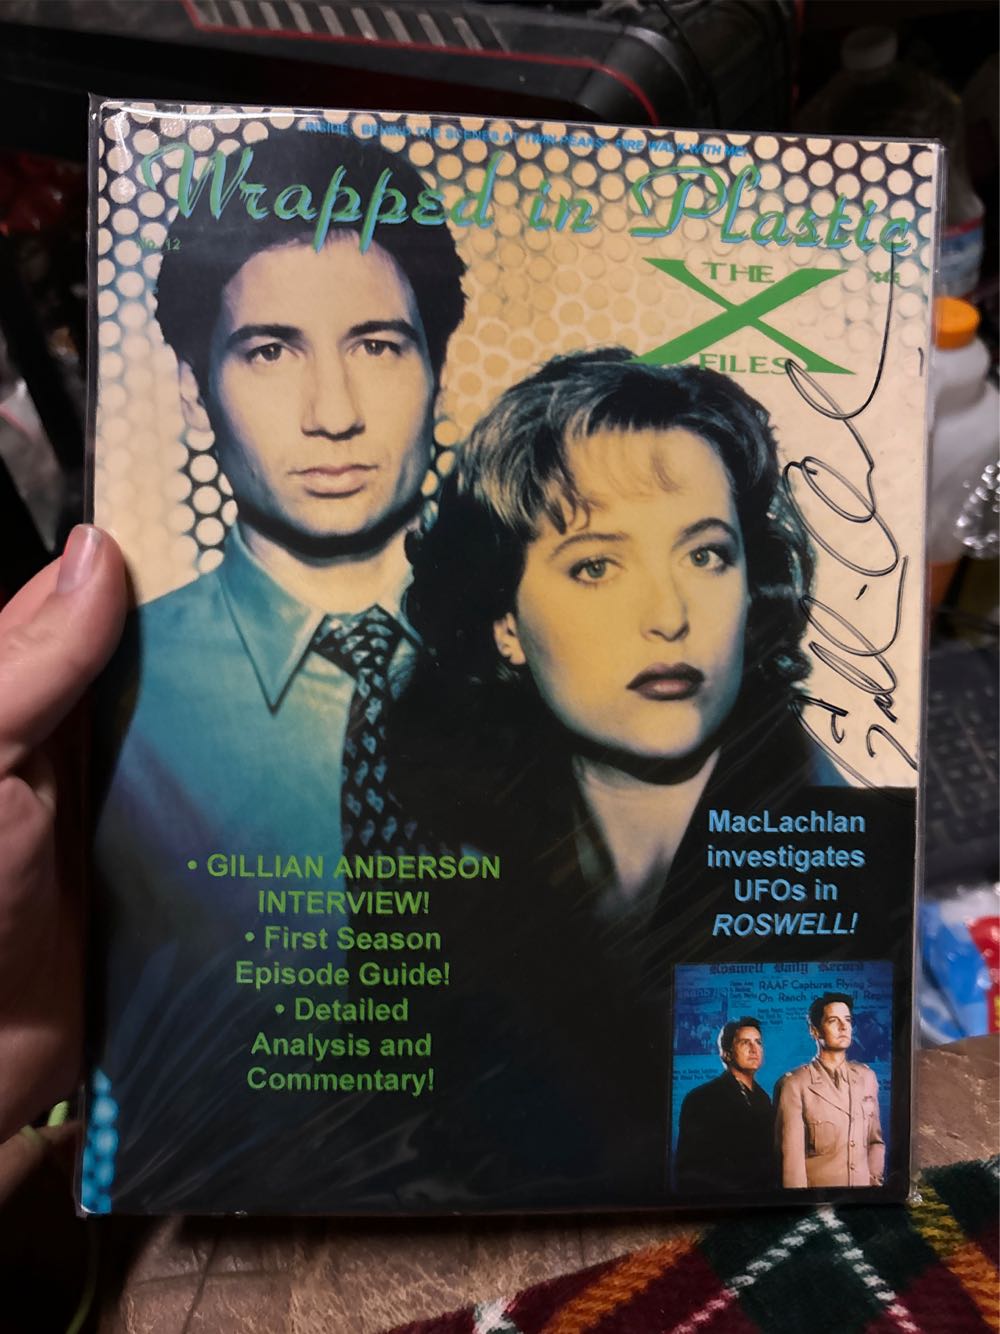 INSIDE: BEHIND THE SCENES AT TWIN PEAKS: FIRE WALK WITH ME!
Wrapped in Plastic
No. 12
THE
X
FILES
• GILLIAN ANDERSON
INTERVIEW!
• First Season
Episode Guide!
• Detailed
Analysis and
Commentary!
MacLachlan
investigates
UFOs in
ROSWELL!
Roswell Daily Record
RAAF Captures Flying
On Ranch in